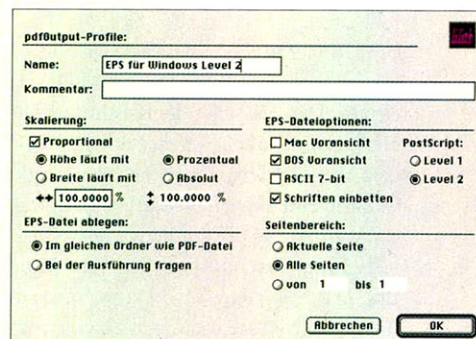 pdfOutput-Profile:
Name: EPS für Windows Level 2
Kommentar:
Skalierung:
Proportional
Höhe läuft mit
Prozentual
Breite läuft mit
Absolut
100.0000 % 100.0000 %
EPS-Datei ablegen:
Im gleichen Ordner wie PDF-Datei
Bei der Ausführung fragen
EPS-Dateioptionen:
Mac Voransicht
PostScript:
DOS Voransicht
Level 1
ASCII 7-bit
Level 2
Schriften einbetten
Seitenbereich:
Aktuelle Seite
Alle Seiten
von 1 bis 1
Abbrechen
OK